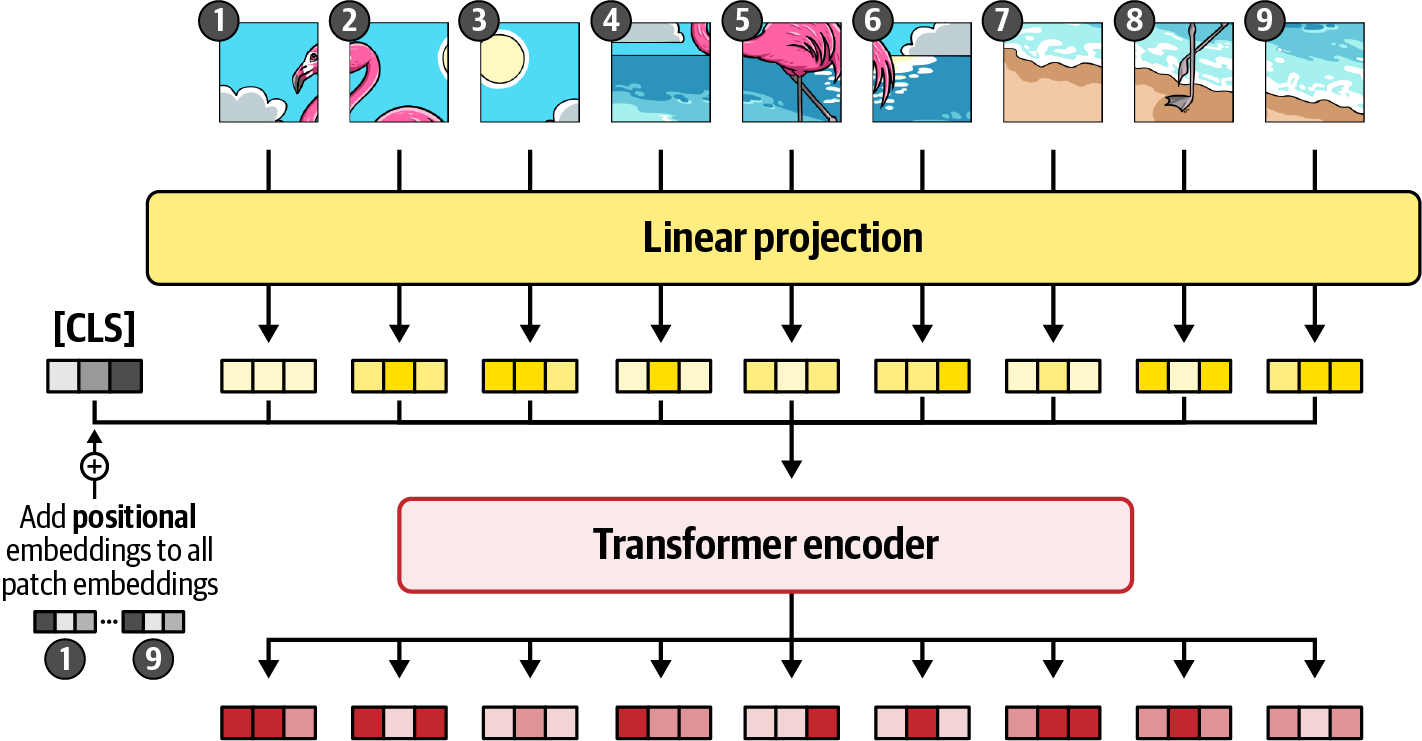 1 2 3 4 5 6 7 8 9
Linear projection
[CLS]
Add positional
embeddings to all
patch embeddings
... 
1 9
Transformer encoder